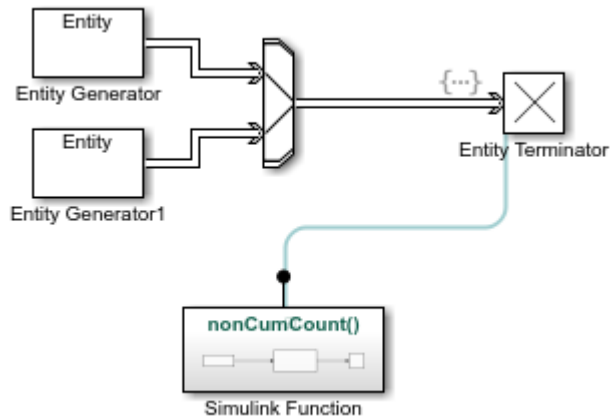 Entity
Entity Generator
{...}
Entity
Entity Terminator
Entity Generator1
nonCumCount()
Simulink Function